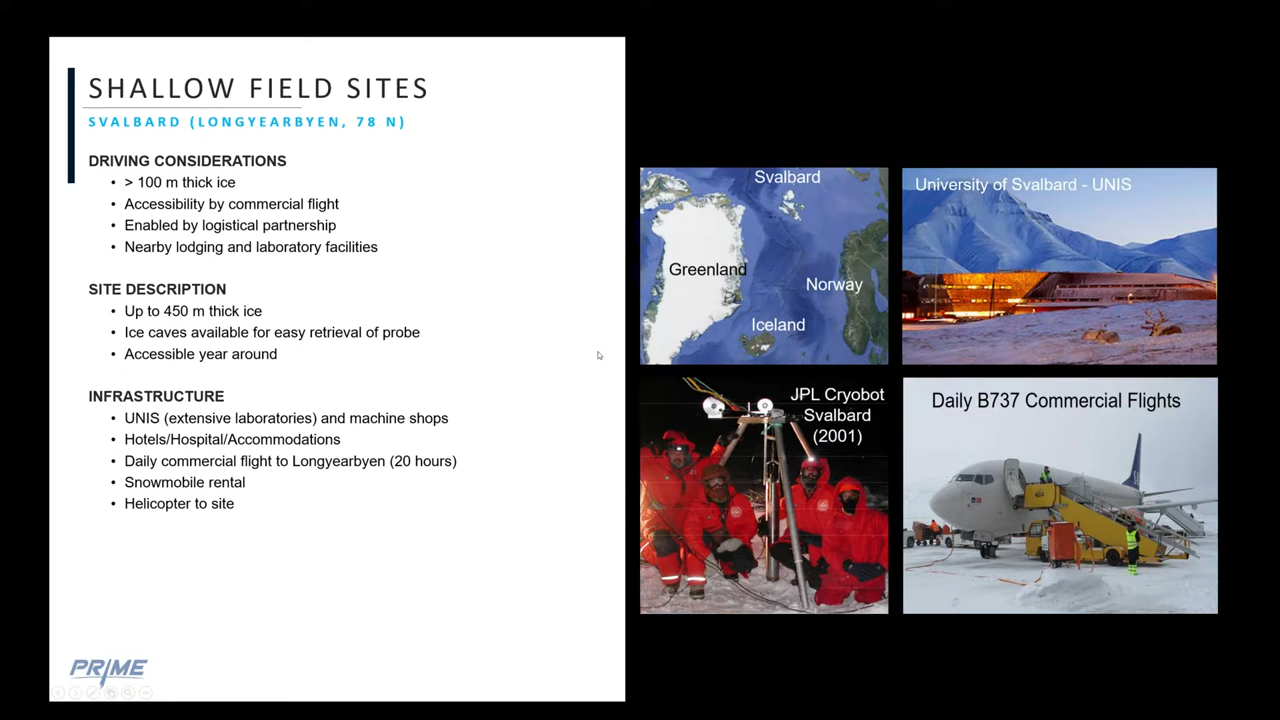 SHALLOW FIELD SITES
SVALBARD (LONGYEARBYEN, 78 N)
DRIVING CONSIDERATIONS
• > 100 m thick ice
• Accessibility by commercial flight
• Enabled by logistical partnership
• Nearby lodging and laboratory facilities
SITE DESCRIPTION
• Up to 450 m thick ice
• Ice caves available for easy retrieval of probe
• Accessible year around
INFRASTRUCTURE
• UNIS (extensive laboratories) and machine shops
• Hotels/Hospital/Accommodations
• Daily commercial flight to Longyearbyen (20 hours)
• Snowmobile rental
• Helicopter to site
PRIME
Svalbard
Greenland
Norway
Iceland
University of Svalbard - UNIS
JPL Cryobot
Svalbard
(2001)
Daily B737 Commercial Flights